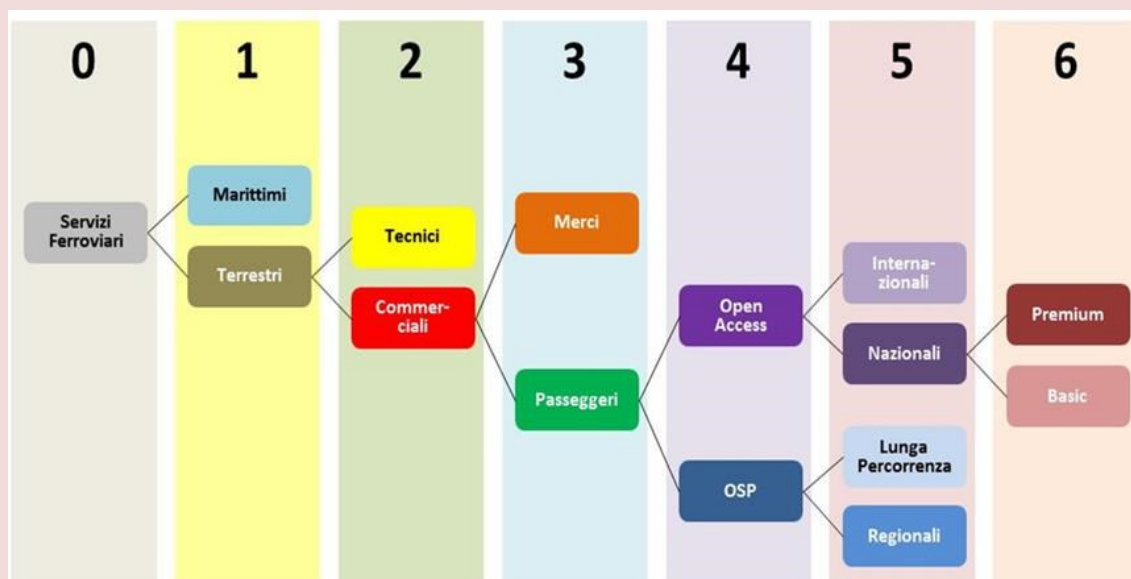 0
1
2
3
4
5
6
Servizi
Ferroviari
Marittimi
Terrestri
Tecnici
Commer-
ciali
Merci
Passeggeri
Open
Access
OSP
Interna-
zionali
Nazionali
Lunga
Percorrenza
Regionali
Premium
Basic